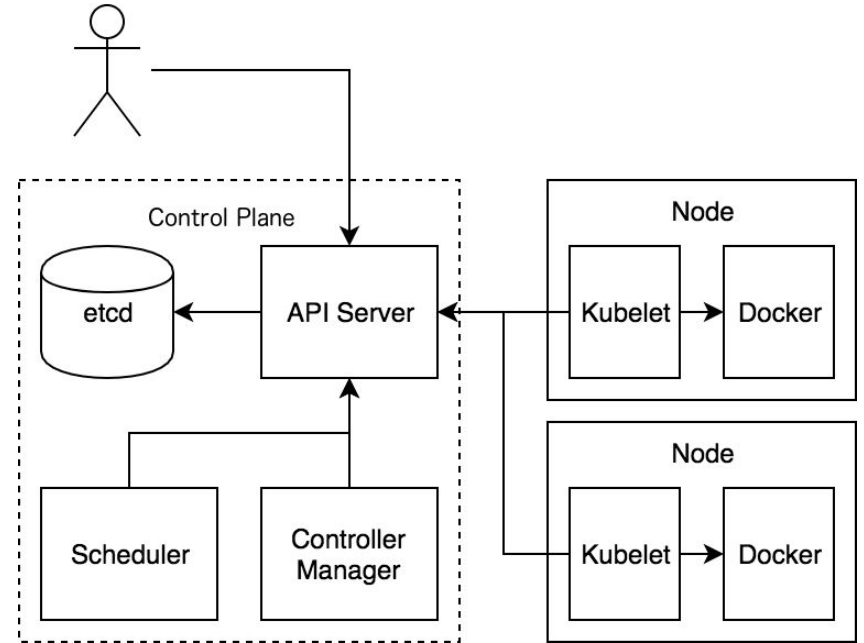 Control Plane
Node
etcd
API Server
Kubelet
Docker
Node
Scheduler
Controller
Manager
Kubelet
Docker